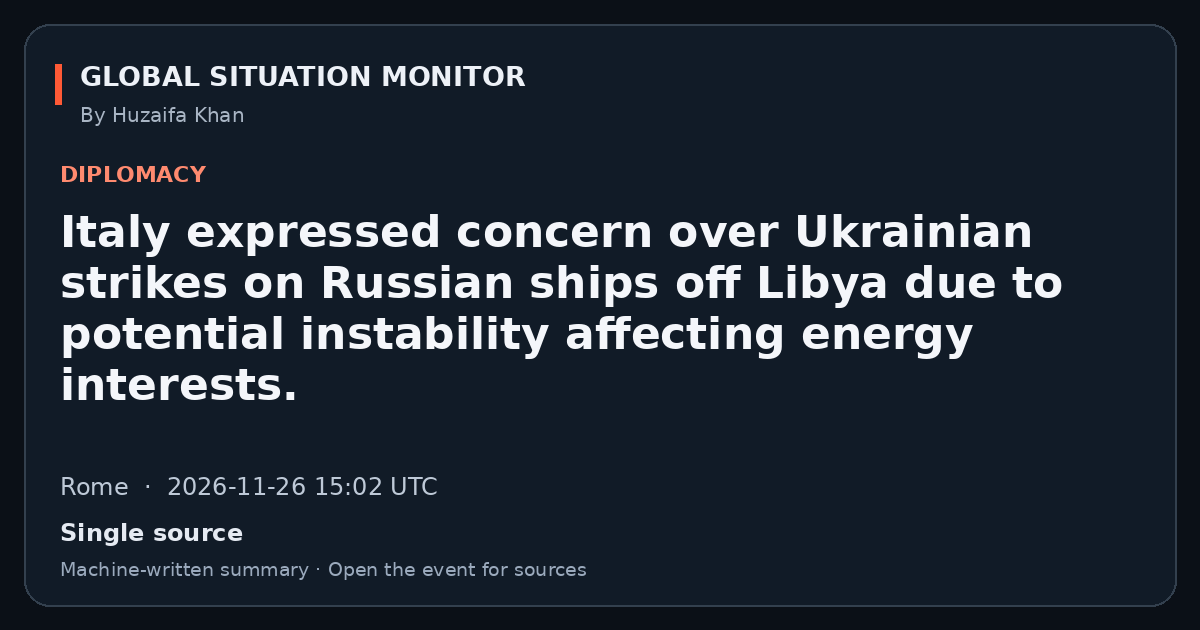 GLOBAL SITUATION MONITOR
By Huzaifa Khan
DIPLOMACY
Italy expressed concern over Ukrainian
strikes on Russian ships off Libya due to
potential instability affecting energy
interests.
Rome · 2026-11-26 15:02 UTC
Single source
Machine-written summary · Open the event for sources